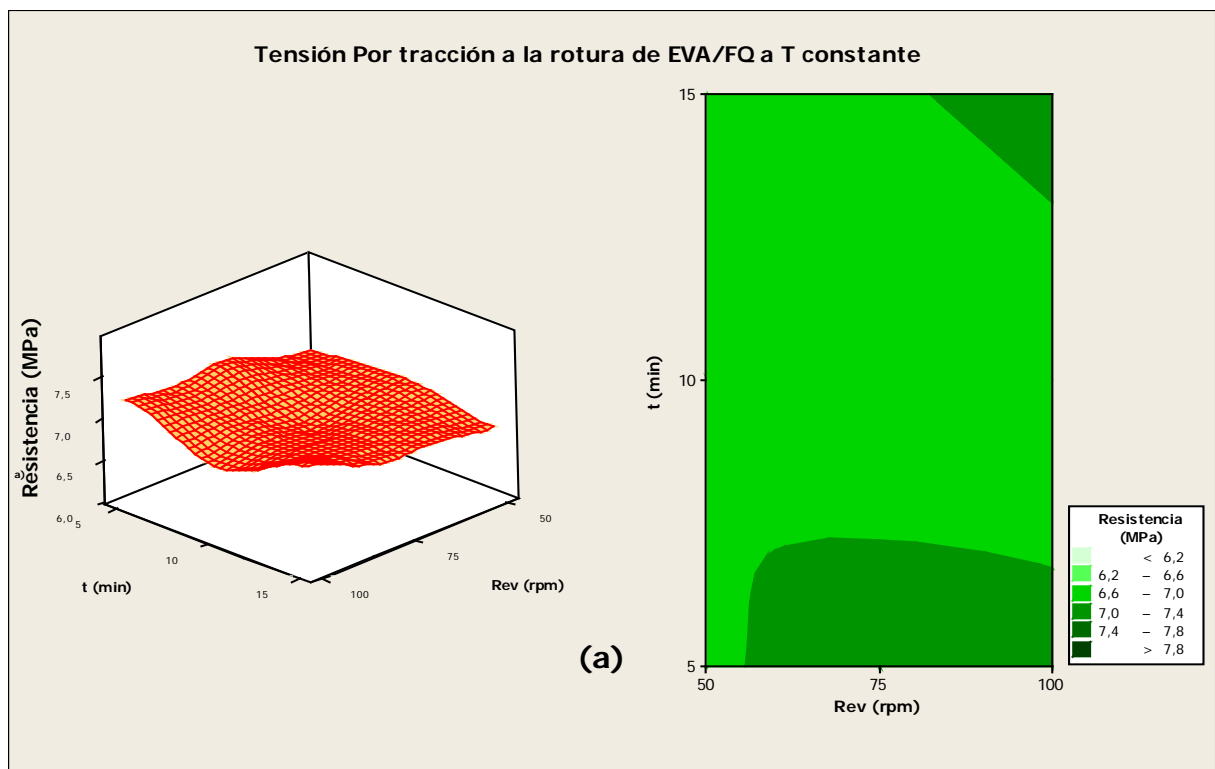 Tensión Por tracción a la rotura de EVA/FQ a T constante
Resistencia (MPa)
7,5
7,0
6,5
6,0
a)
5
10
15
t (min)
100
75
50
Rev (rpm)
(a)
15
10
5
t (min)
50
75
100
Rev (rpm)
Resistencia
(MPa)
< 6,2
6,2 – 6,6
6,6 – 7,0
7,0 – 7,4
7,4 – 7,8
> 7,8